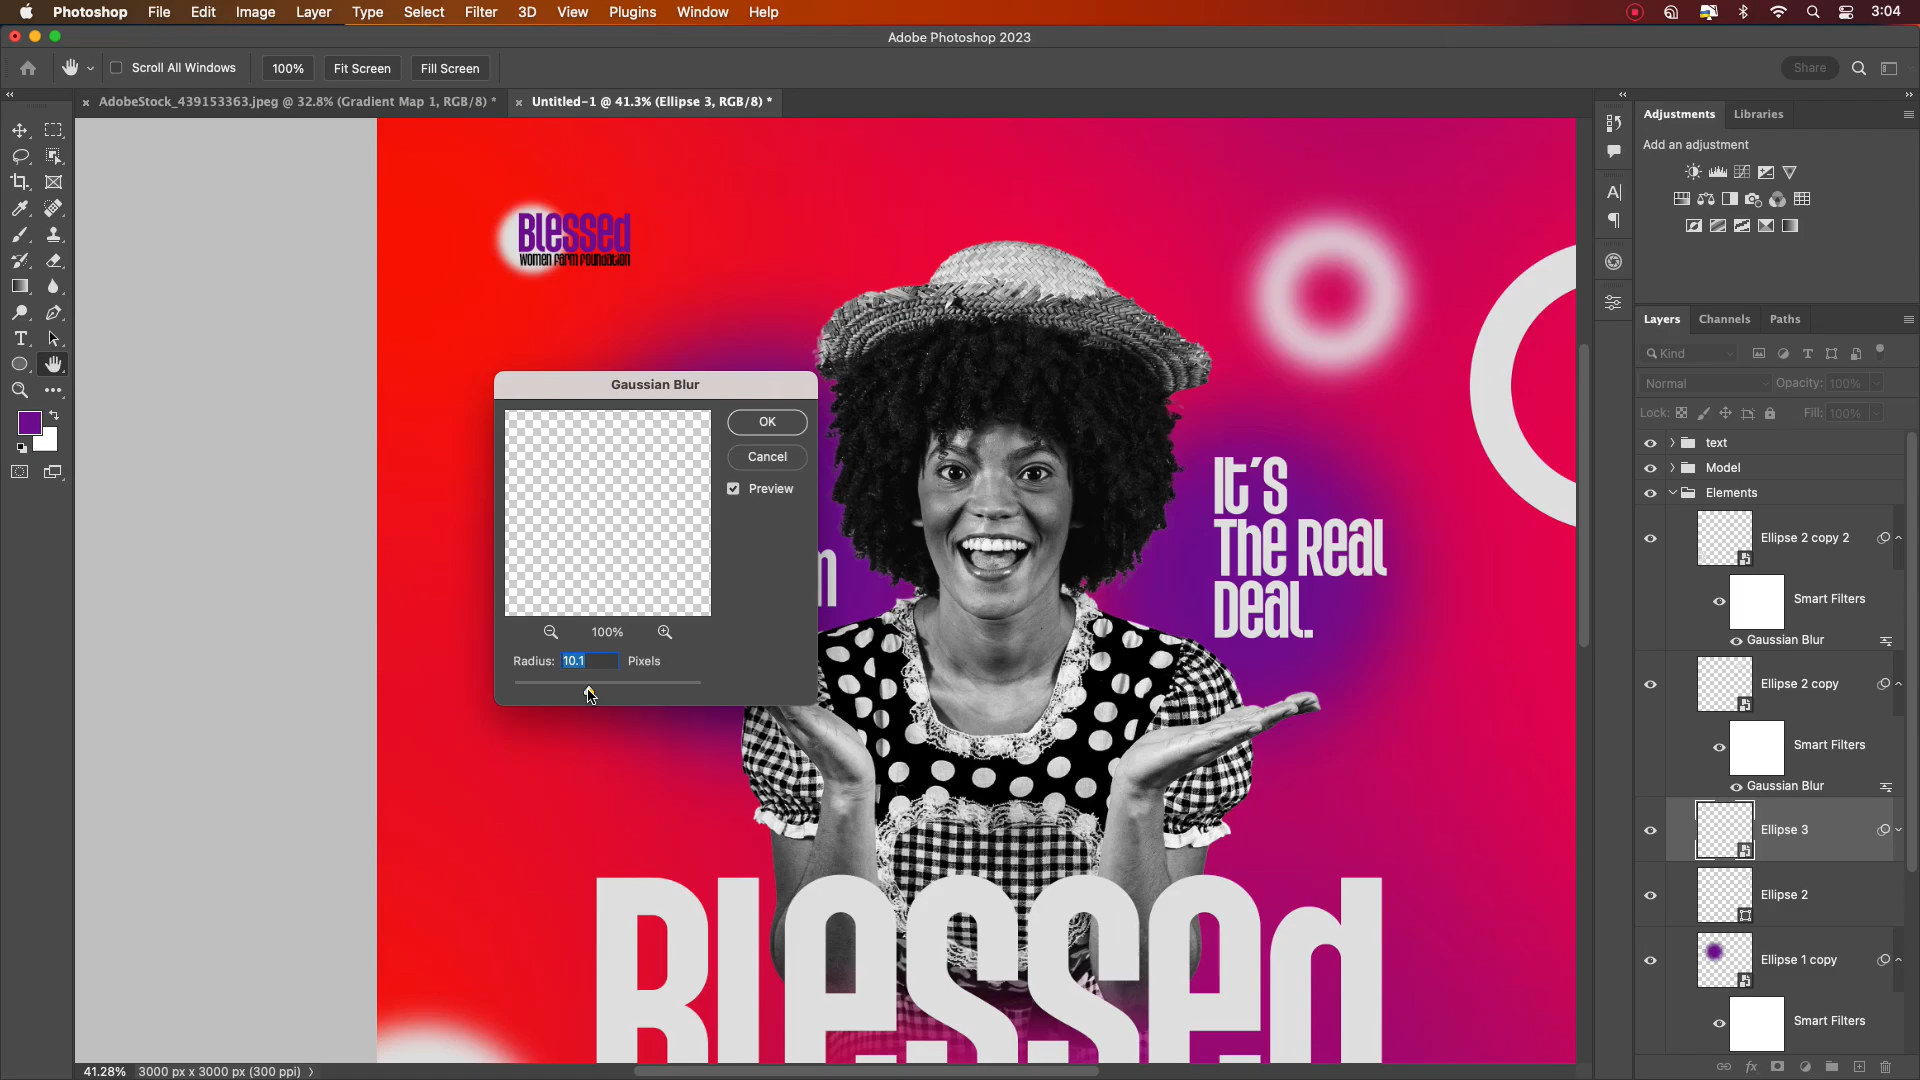 Photoshop File Edit Image Layer Type Select Filter 3D View Plugins Window Help 3:04
Adobe Photoshop 2023
Scroll All Windows 100% Fit Screen Fill Screen Share
AdobeStock_439153363.jpeg @ 32.8% (Gradient Map 1, RGB/8) *
Untitled-1 @ 41.3% (Ellipse 3, RGB/8) *
Adjustments Libraries
Add an adjustment
Blessed
Women Farm Foundation
Layers Channels Paths
Kind
Normal Opacity: 100%
Lock: Fill: 100%
text
Model
Elements
Ellipse 2 copy 2
Smart Filters
Gaussian Blur
Ellipse 2 copy
Smart Filters
Gaussian Blur
Ellipse 3
Ellipse 2
Ellipse 1 copy
Smart Filters
Gaussian Blur
OK
Cancel
Preview
100%
Radius: 10.1 Pixels
It's
The Real
Deal.
Blessed
41.28% 3000 px x 3000 px (300 ppi)